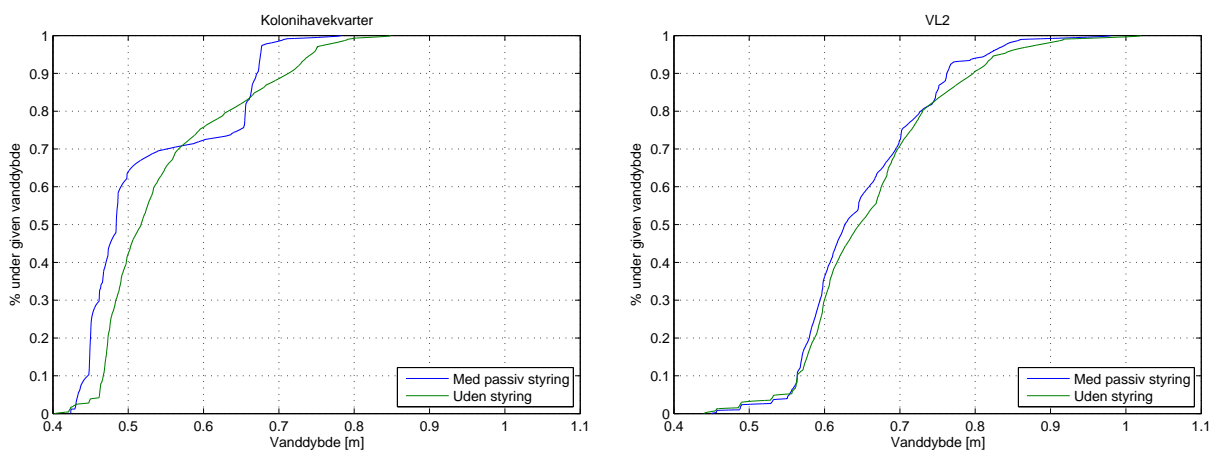 Kolonihavekvarter
1
0.9
0.8
0.7
0.6
0.5
0.4
0.3
0.2
0.1
0
% under given vanddybde
0.4 0.5 0.6 0.7 0.8 0.9 1 1.1
Vanddybde [m]
Med passiv styring
Uden styring
VL2
1
0.9
0.8
0.7
0.6
0.5
0.4
0.3
0.2
0.1
0
% under given vanddybde
0.4 0.5 0.6 0.7 0.8 0.9 1 1.1
Vanddybde [m]
Med passiv styring
Uden styring